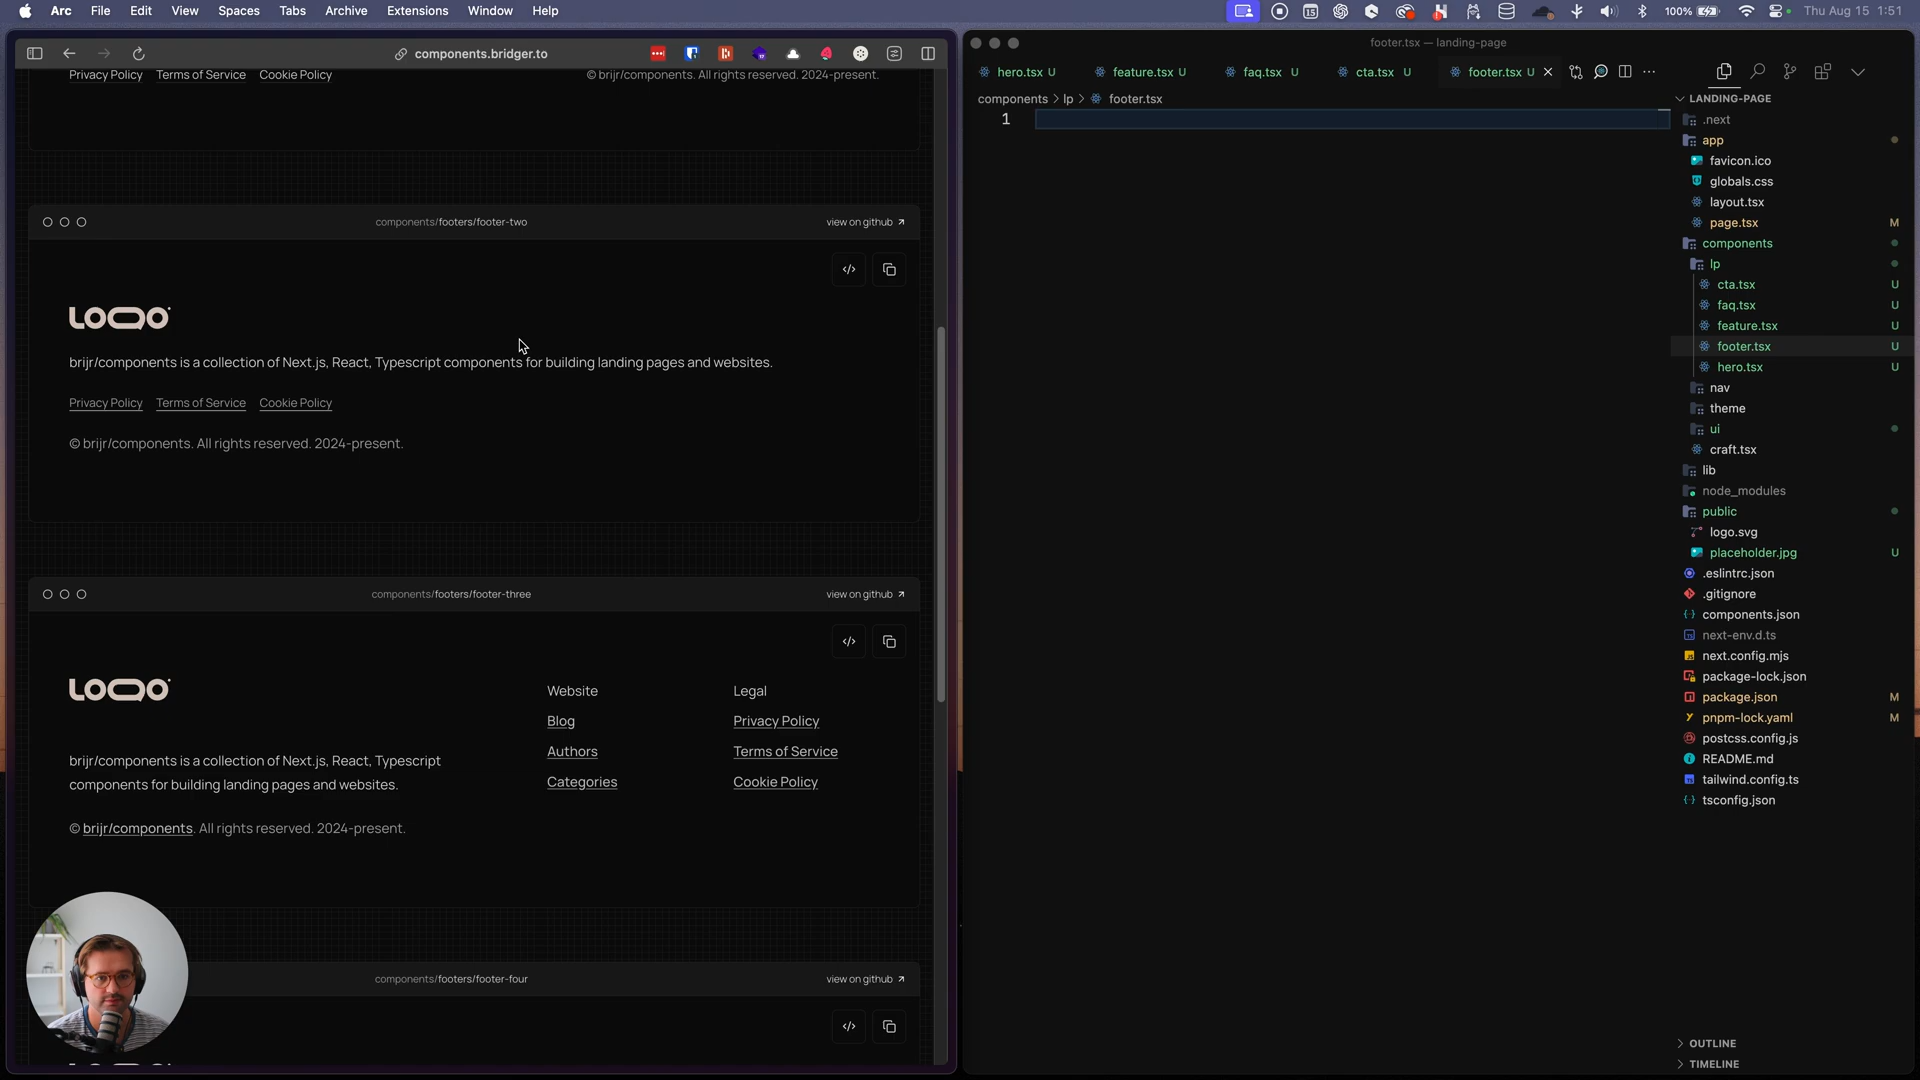 Arc File Edit View Spaces Tabs Archive Extensions Window Help
100% Thu Aug 15 1:51
components.bridger.to
Privacy Policy Terms of Service Cookie Policy
© brijr/components. All rights reserved. 2024-present.
components/footers/footer-two
view on github ↗
LOQO
brijr/components is a collection of Next.js, React, Typescript components for building landing pages and websites.
Privacy Policy Terms of Service Cookie Policy
© brijr/components. All rights reserved. 2024-present.
components/footers/footer-three
view on github ↗
LOQO
Website
Blog
Authors
Categories
Legal
Privacy Policy
Terms of Service
Cookie Policy
brijr/components is a collection of Next.js, React, Typescript
components for building landing pages and websites.
© brijr/components. All rights reserved. 2024-present.
components/footers/footer-four
view on github ↗
footer.tsx — landing-page
hero.tsx U feature.tsx U faq.tsx U cta.tsx U footer.tsx U
components > lp > footer.tsx
1
LANDING-PAGE
.next
app
favicon.ico
globals.css
layout.tsx
page.tsx M
components
lp
cta.tsx U
faq.tsx U
feature.tsx U
footer.tsx U
hero.tsx U
nav
theme
ui
craft.tsx
lib
node_modules
public
logo.svg
placeholder.jpg U
.eslintrc.json
.gitignore
components.json
next-env.d.ts
next.config.mjs
package-lock.json
package.json M
pnpm-lock.yaml M
postcss.config.js
README.md
tailwind.config.ts
tsconfig.json
OUTLINE
TIMELINE